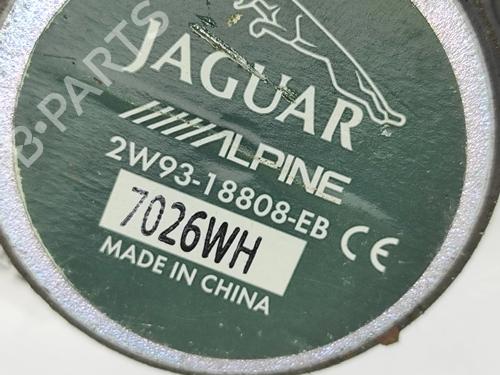 B·PARTS
JAGUAR
ALPINE
2W93-18808-EB
7026WH
CE
MADE IN CHINA